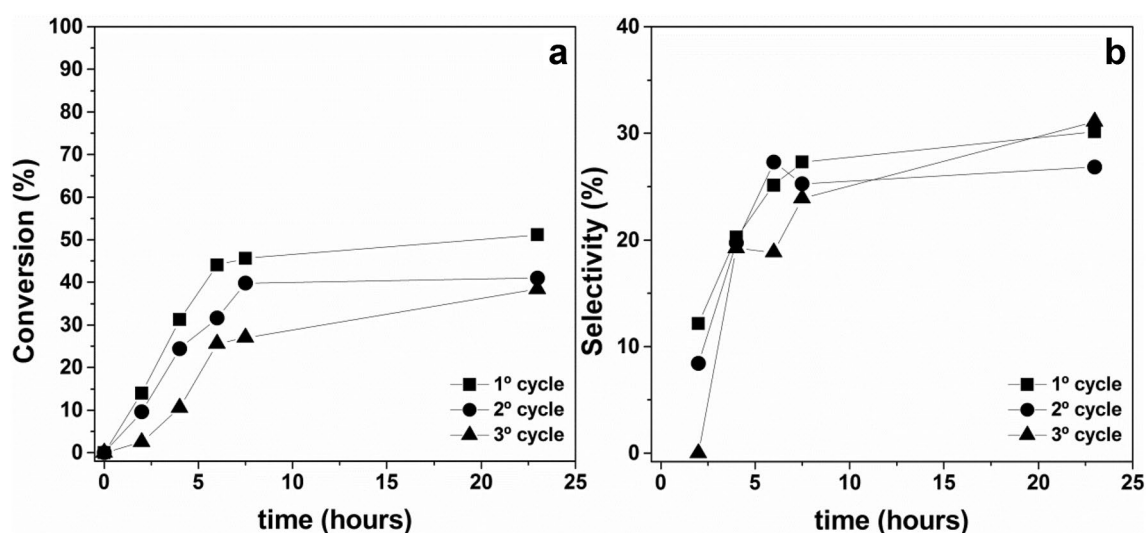 a
Conversion (%)
100
90
80
70
60
50
40
30
20
10
0
1º cycle
2º cycle
3º cycle
0 5 10 15 20 25
time (hours)
b
Selectivity (%)
40
30
20
10
0
1º cycle
2º cycle
3º cycle
0 5 10 15 20 25
time (hours)